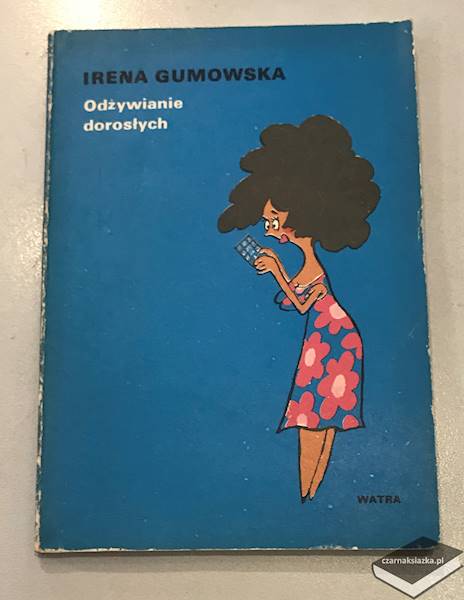 IRENA GUMOWSKA
Odżywianie
dorosłych
WATRA
czarnaksiazka.pl